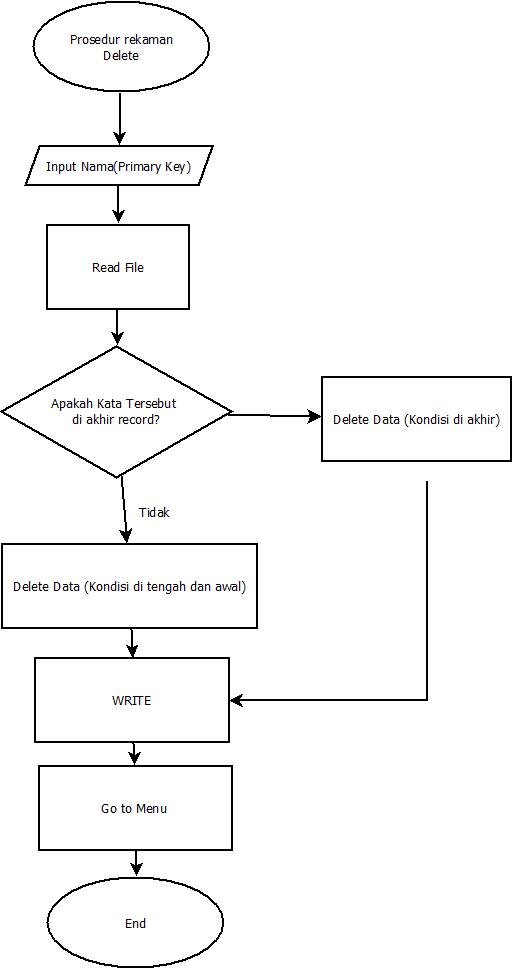 Prosedur rekaman
Delete
Input Nama(Primary Key)
Read File
Apakah Kata Tersebut
di akhir record?
Delete Data (Kondisi di akhir)
Tidak
Delete Data (Kondisi di tengah dan awal)
WRITE
Go to Menu
End